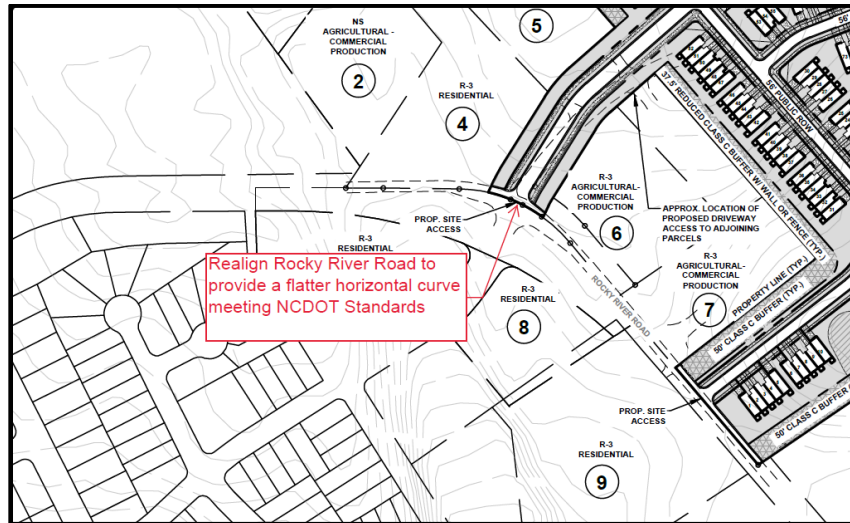 NS
AGRICULTURAL -
COMMERCIAL
PRODUCTION
2
5
R-3
RESIDENTIAL
4
56' PUBLIC ROW
37.5' REDUCED CLASS C BUFFER W/ WALL OR FENCE (TYP.)
R-3
AGRICULTURAL-
COMMERCIAL
PRODUCTION
6
PROP. SITE
ACCESS
APPROX. LOCATION OF
PROPOSED DRIVEWAY
ACCESS TO ADJOINING
PARCELS
R-3
RESIDENTIAL
Realign Rocky River Road to
provide a flatter horizontal curve
meeting NCDOT Standards
R-3
RESIDENTIAL
8
ROCKY RIVER ROAD
R-3
AGRICULTURAL-
COMMERCIAL
PRODUCTION
7
PROPERTY LINE (TYP.)
50' CLASS C BUFFER (TYP.)
PROP. SITE
ACCESS
50' CLASS C BUFFER
R-3
RESIDENTIAL
9